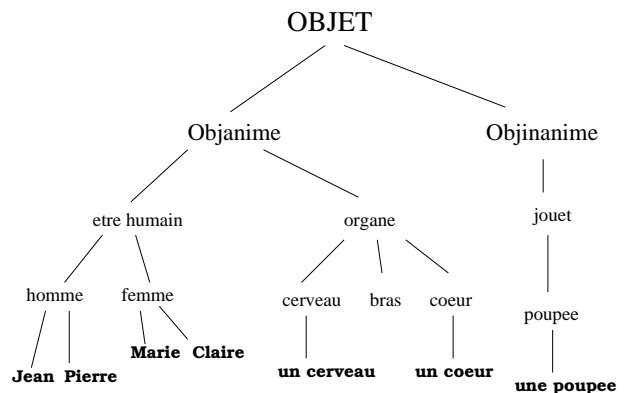 OBJET
Objanime Objinanime
etre humain organe jouet
homme femme cerveau bras coeur poupee
Marie Claire
Jean Pierre un cerveau un coeur une poupee